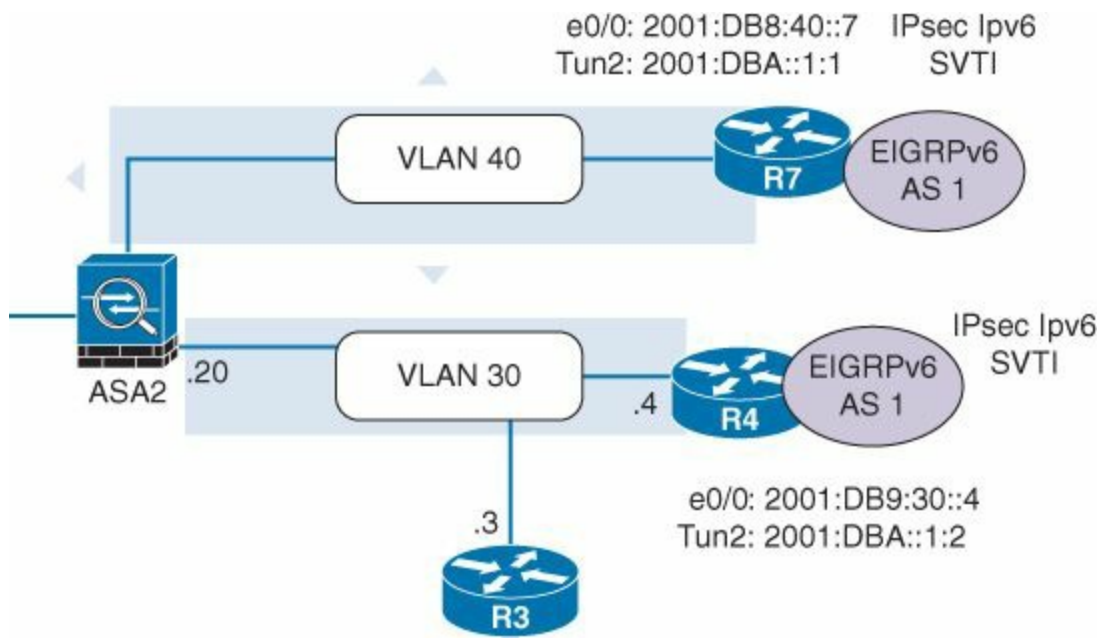 e0/0: 2001:DB8:40::7
Tun2: 2001:DBA::1:1
IPsec Ipv6
SVTI
VLAN 40
R7
EIGRPv6
AS 1
ASA2
.20
VLAN 30
.4
R4
EIGRPv6
AS 1
IPsec Ipv6
SVTI
e0/0: 2001:DB9:30::4
Tun2: 2001:DBA::1:2
.3
R3